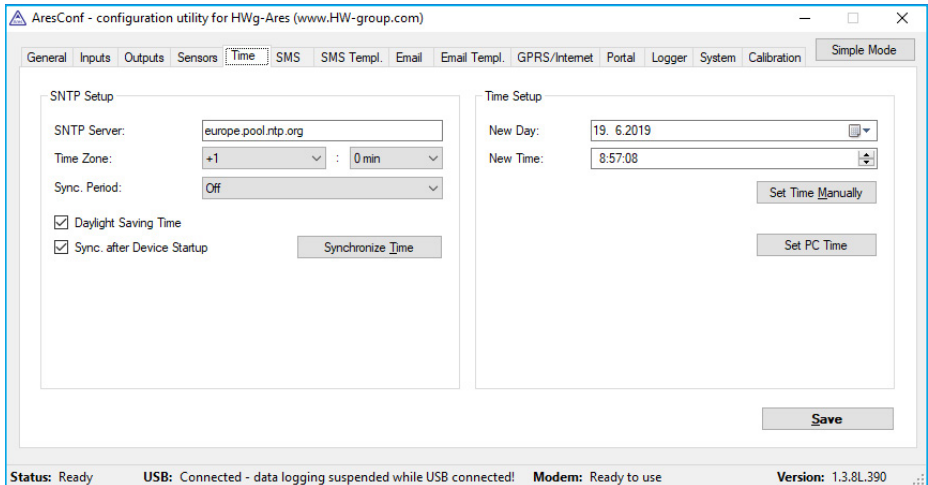 AresConf - configuration utility for HWg-Ares (www.HW-group.com)
General Inputs Outputs Sensors Time SMS SMS Templ. Email Email Templ. GPRS/Internet Portal Logger System Calibration Simple Mode
SNTP Setup
SNTP Server: europe.pool.ntp.org
Time Zone: +1 : 0 min
Sync. Period: Off
Daylight Saving Time
Sync. after Device Startup Synchronize Time
Time Setup
New Day: 19. 6.2019
New Time: 8:57:08
Set Time Manually
Set PC Time
Save
Status: Ready USB: Connected - data logging suspended while USB connected! Modem: Ready to use Version: 1.3.8L.390